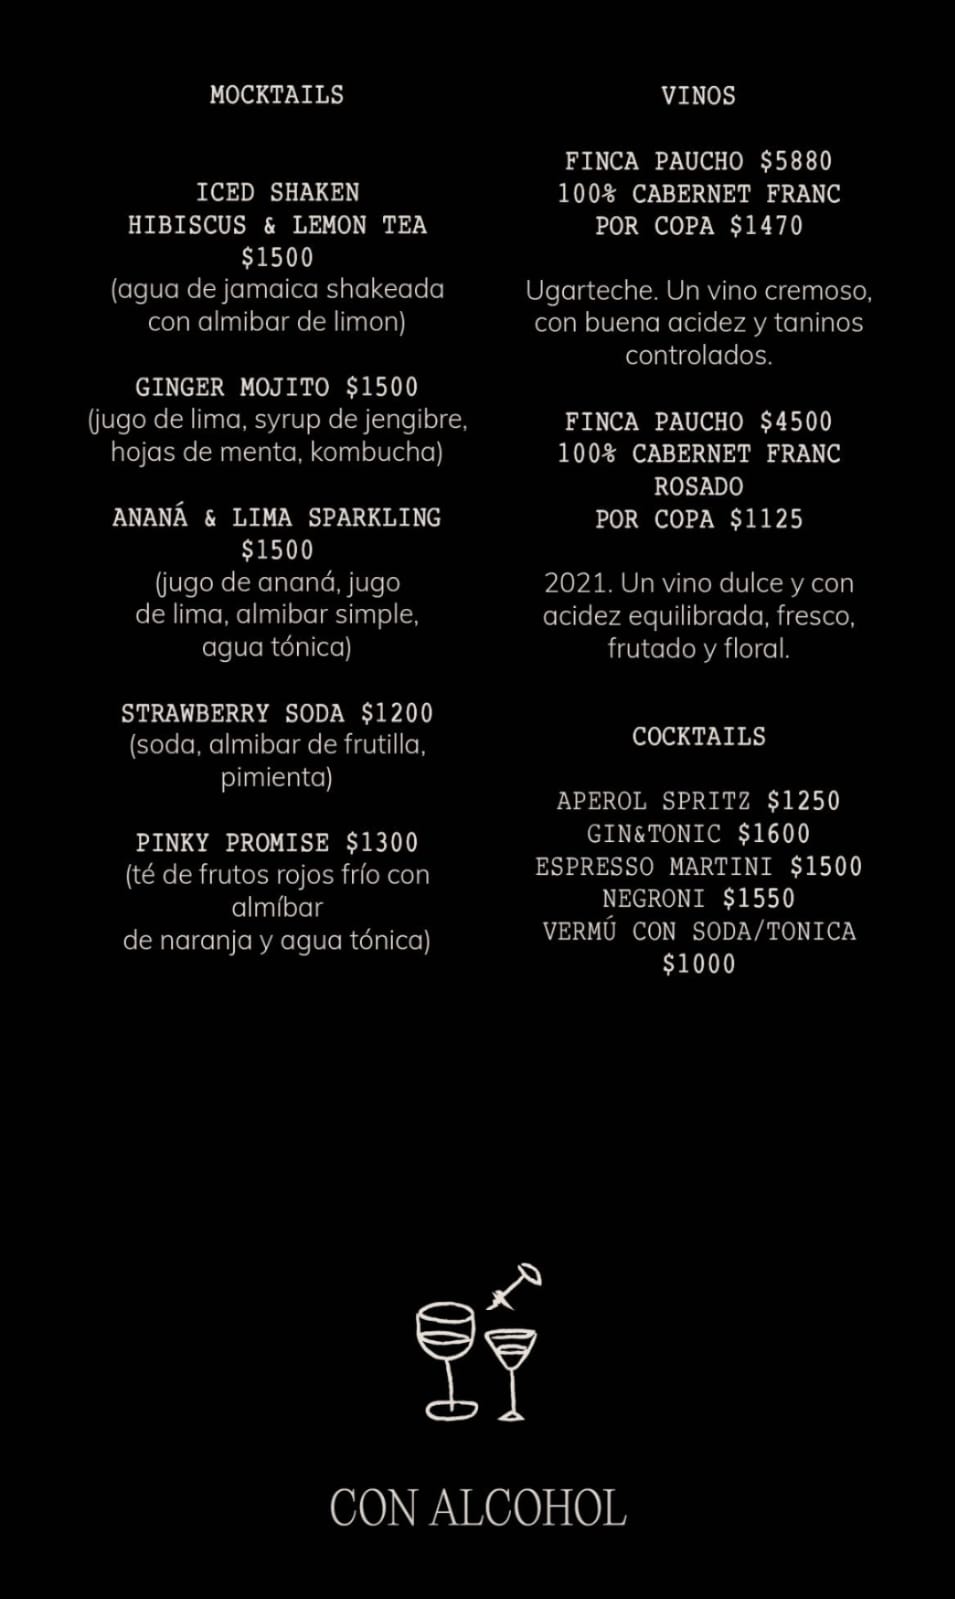 MOCKTAILS
ICED SHAKEN
HIBISCUS & LEMON TEA
$1500
(agua de jamaica shakeada
con almibar de limon)
GINGER MOJITO $1500
(jugo de lima, syrup de jengibre,
hojas de menta, kombucha)
ANANÁ & LIMA SPARKLING
$1500
(jugo de ananá, jugo
de lima, almibar simple,
agua tónica)
STRAWBERRY SODA $1200
(soda, almibar de frutilla,
pimienta)
PINKY PROMISE $1300
(té de frutos rojos frío con
almíbar
de naranja y agua tónica)
VINOS
FINCA PAUCHO $5880
100% CABERNET FRANC
POR COPA $1470
Ugarteche. Un vino cremoso,
con buena acidez y taninos
controlados.
FINCA PAUCHO $4500
100% CABERNET FRANC
ROSADO
POR COPA $1125
2021. Un vino dulce y con
acidez equilibrada, fresco,
frutado y floral.
COCKTAILS
APEROL SPRITZ $1250
GIN&TONIC $1600
ESPRESSO MARTINI $1500
NEGRONI $1550
VERMÚ CON SODA/TONICA
$1000
CON ALCOHOL